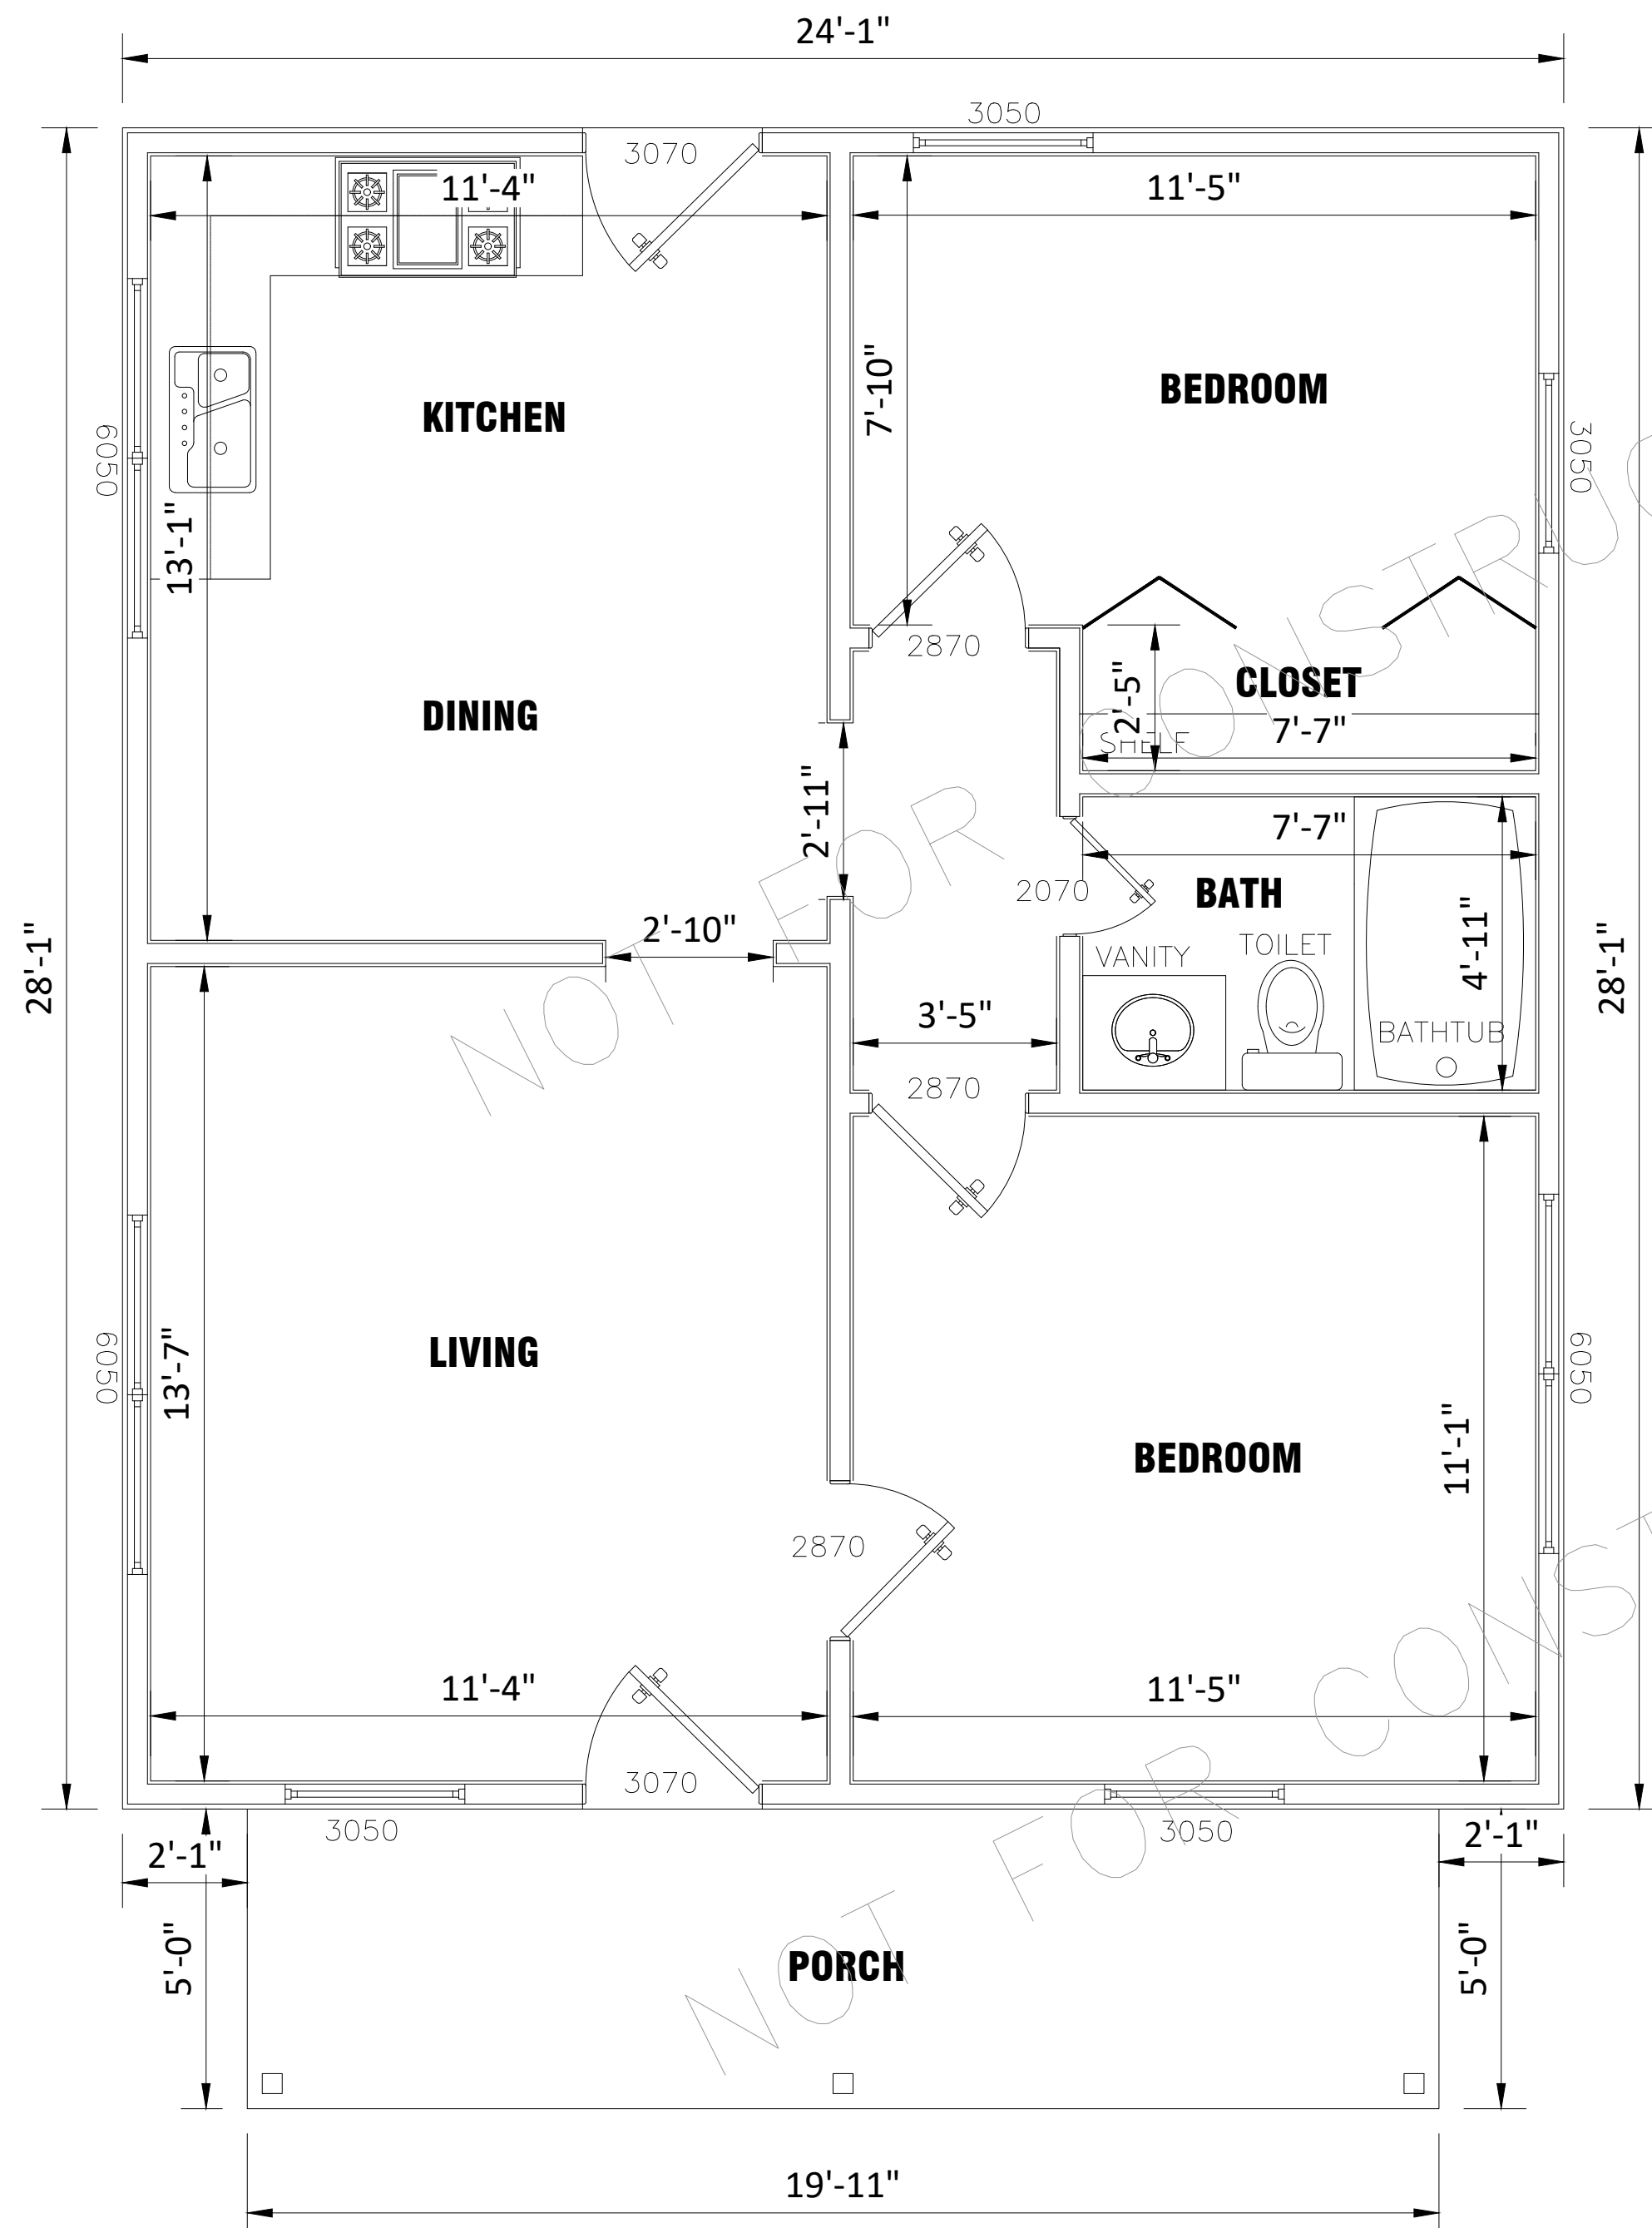 24'-1"
3050
3070
11'-4"
11'-5"
7'-10"
BEDROOM
KITCHEN
6050
3050
13'-1"
2870
CLOSET
2'-5"
7'-7"
SHELF
DINING
2'-11"
7'-7"
2070
BATH
2'-10"
VANITY
TOILET
4'-11"
BATHTUB
28'-1"
28'-1"
3'-5"
2870
NOT FOR CONSTRUC
LIVING
6050
13'-7"
6050
11'-1"
BEDROOM
2870
11'-4"
11'-5"
3070
3050
3050
2'-1"
2'-1"
5'-0"
5'-0"
PORCH
NOT FOR CONST
19'-11"